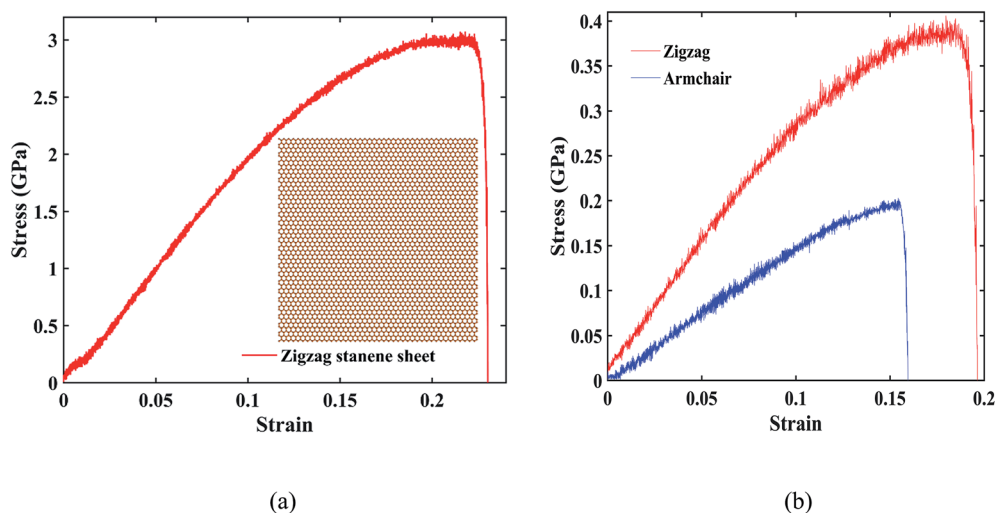 3
2.5
2
1.5
1
0.5
0
0 0.05 0.1 0.15 0.2
Stress (GPa)
Strain
Zigzag stanene sheet
(a)
0.4
0.35
0.3
0.25
0.2
0.15
0.1
0.05
0
0 0.05 0.1 0.15 0.2
Stress (GPa)
Strain
Zigzag
Armchair
(b)